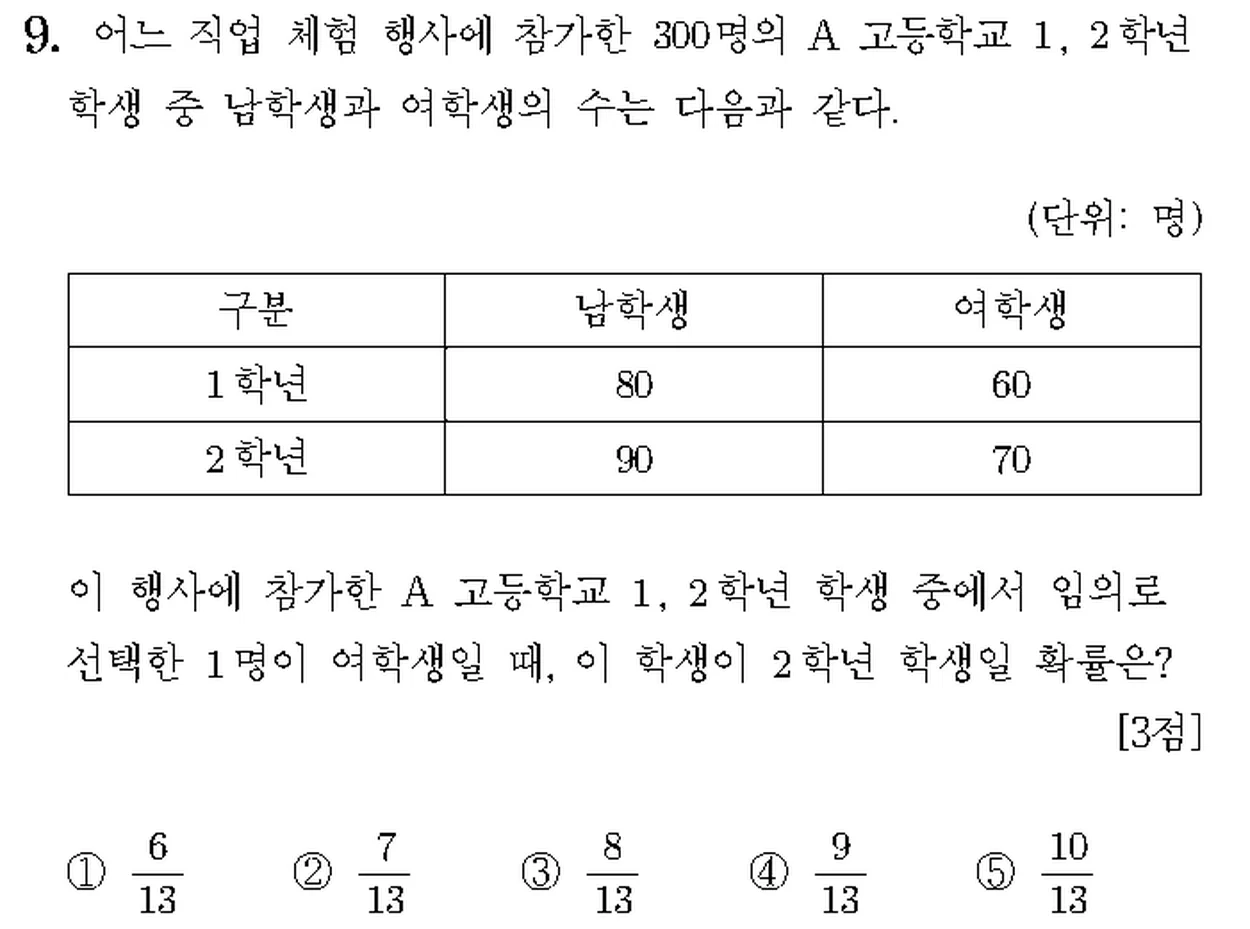 9. 어느 직업 체험 행사에 참가한 300명의 A 고등학교 1, 2학년
학생 중 남학생과 여학생의 수는 다음과 같다.
(단위: 명)
구분 남학생 여학생
1학년 80 60
2학년 90 70
이 행사에 참가한 A 고등학교 1, 2학년 학생 중에서 임의로
선택한 1명이 여학생일 때, 이 학생이 2학년 학생일 확률은?
[3점]
① 6/13 ② 7/13 ③ 8/13 ④ 9/13 ⑤ 10/13